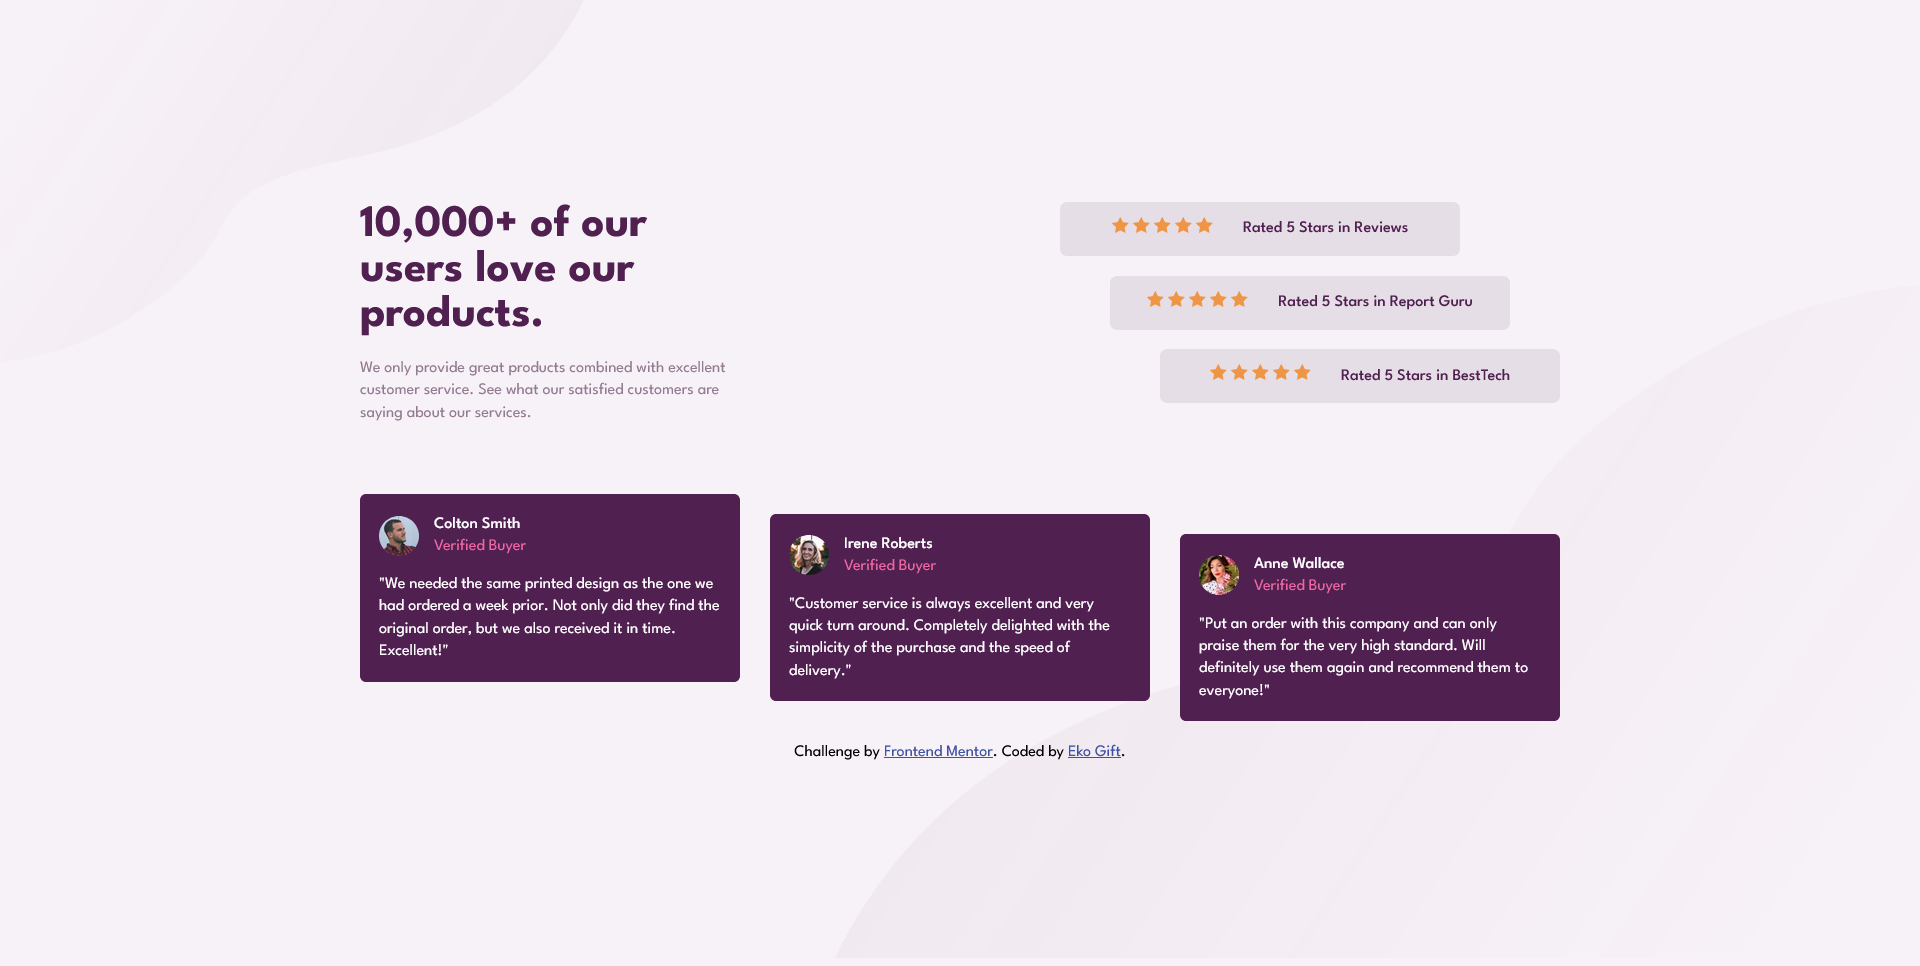 10,000+ of our
users love our
products.
We only provide great products combined with excellent
customer service. See what our satisfied customers are
saying about our services.
Rated 5 Stars in Reviews
Rated 5 Stars in Report Guru
Rated 5 Stars in BestTech
Colton Smith
Verified Buyer
"We needed the same printed design as the one we
had ordered a week prior. Not only did they find the
original order, but we also received it in time.
Excellent!"
Irene Roberts
Verified Buyer
"Customer service is always excellent and very
quick turn around. Completely delighted with the
simplicity of the purchase and the speed of
delivery."
Anne Wallace
Verified Buyer
"Put an order with this company and can only
praise them for the very high standard. Will
definitely use them again and recommend them to
everyone!"
Challenge by Frontend Mentor. Coded by Eko Gift.